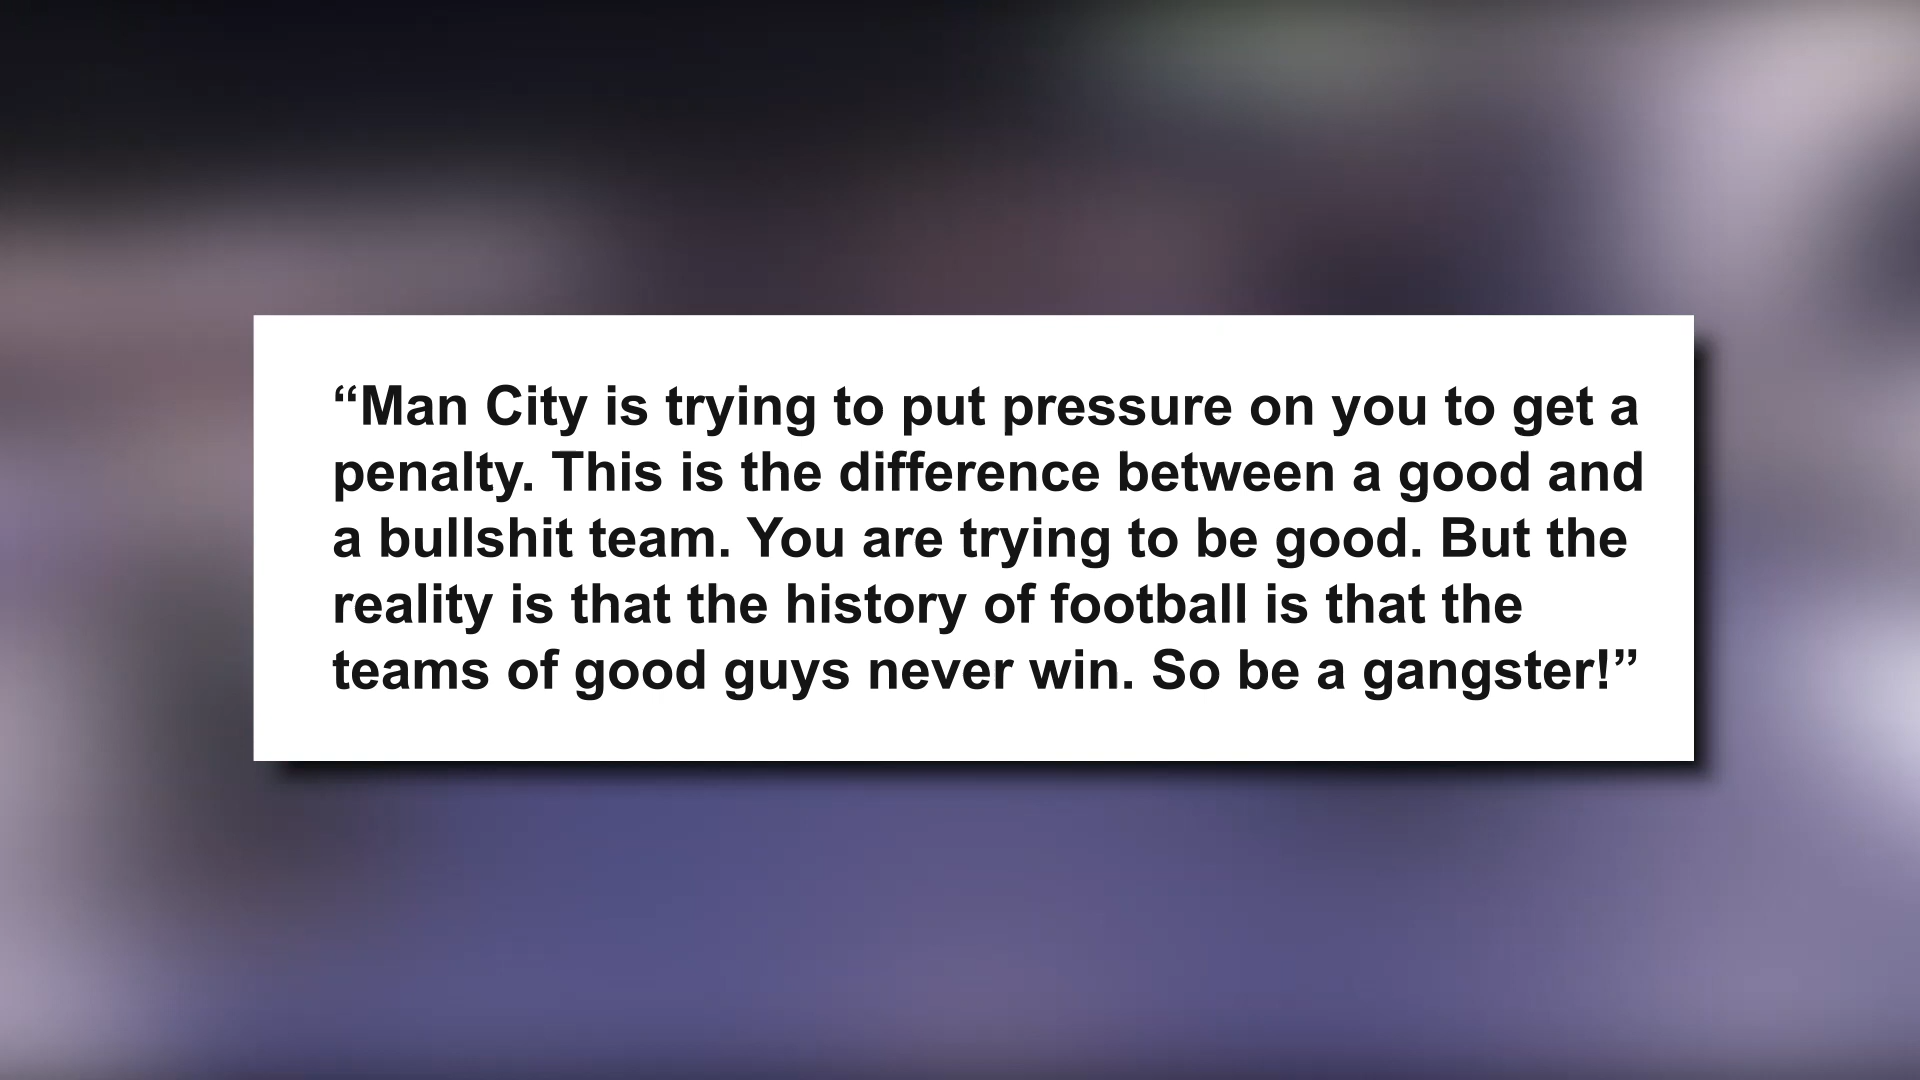 “Man City is trying to put pressure on you to get a
penalty. This is the difference between a good and
a bullshit team. You are trying to be good. But the
reality is that the history of football is that the
teams of good guys never win. So be a gangster!”